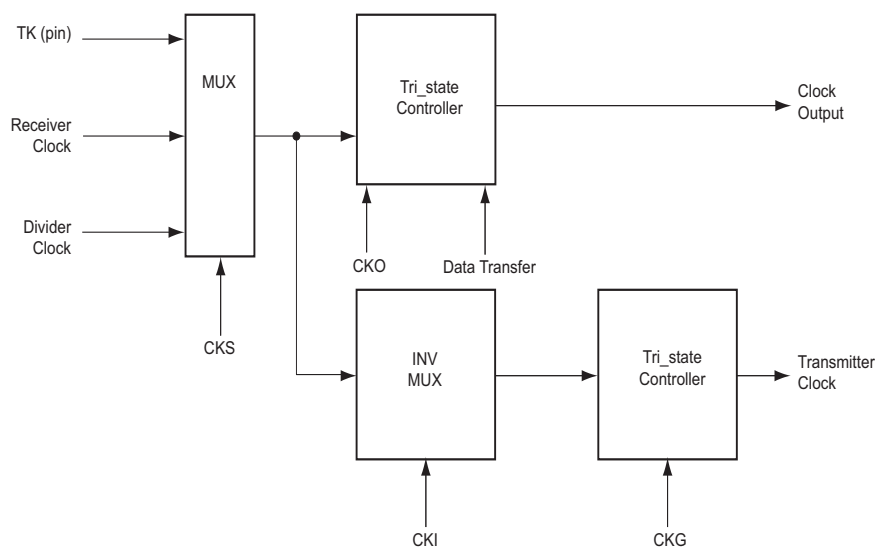 TK (pin)
MUX
Tri_state
Controller
Clock
Output
Receiver
Clock
Divider
Clock
CKO
Data Transfer
CKS
INV
MUX
Tri_state
Controller
Transmitter
Clock
CKI
CKG